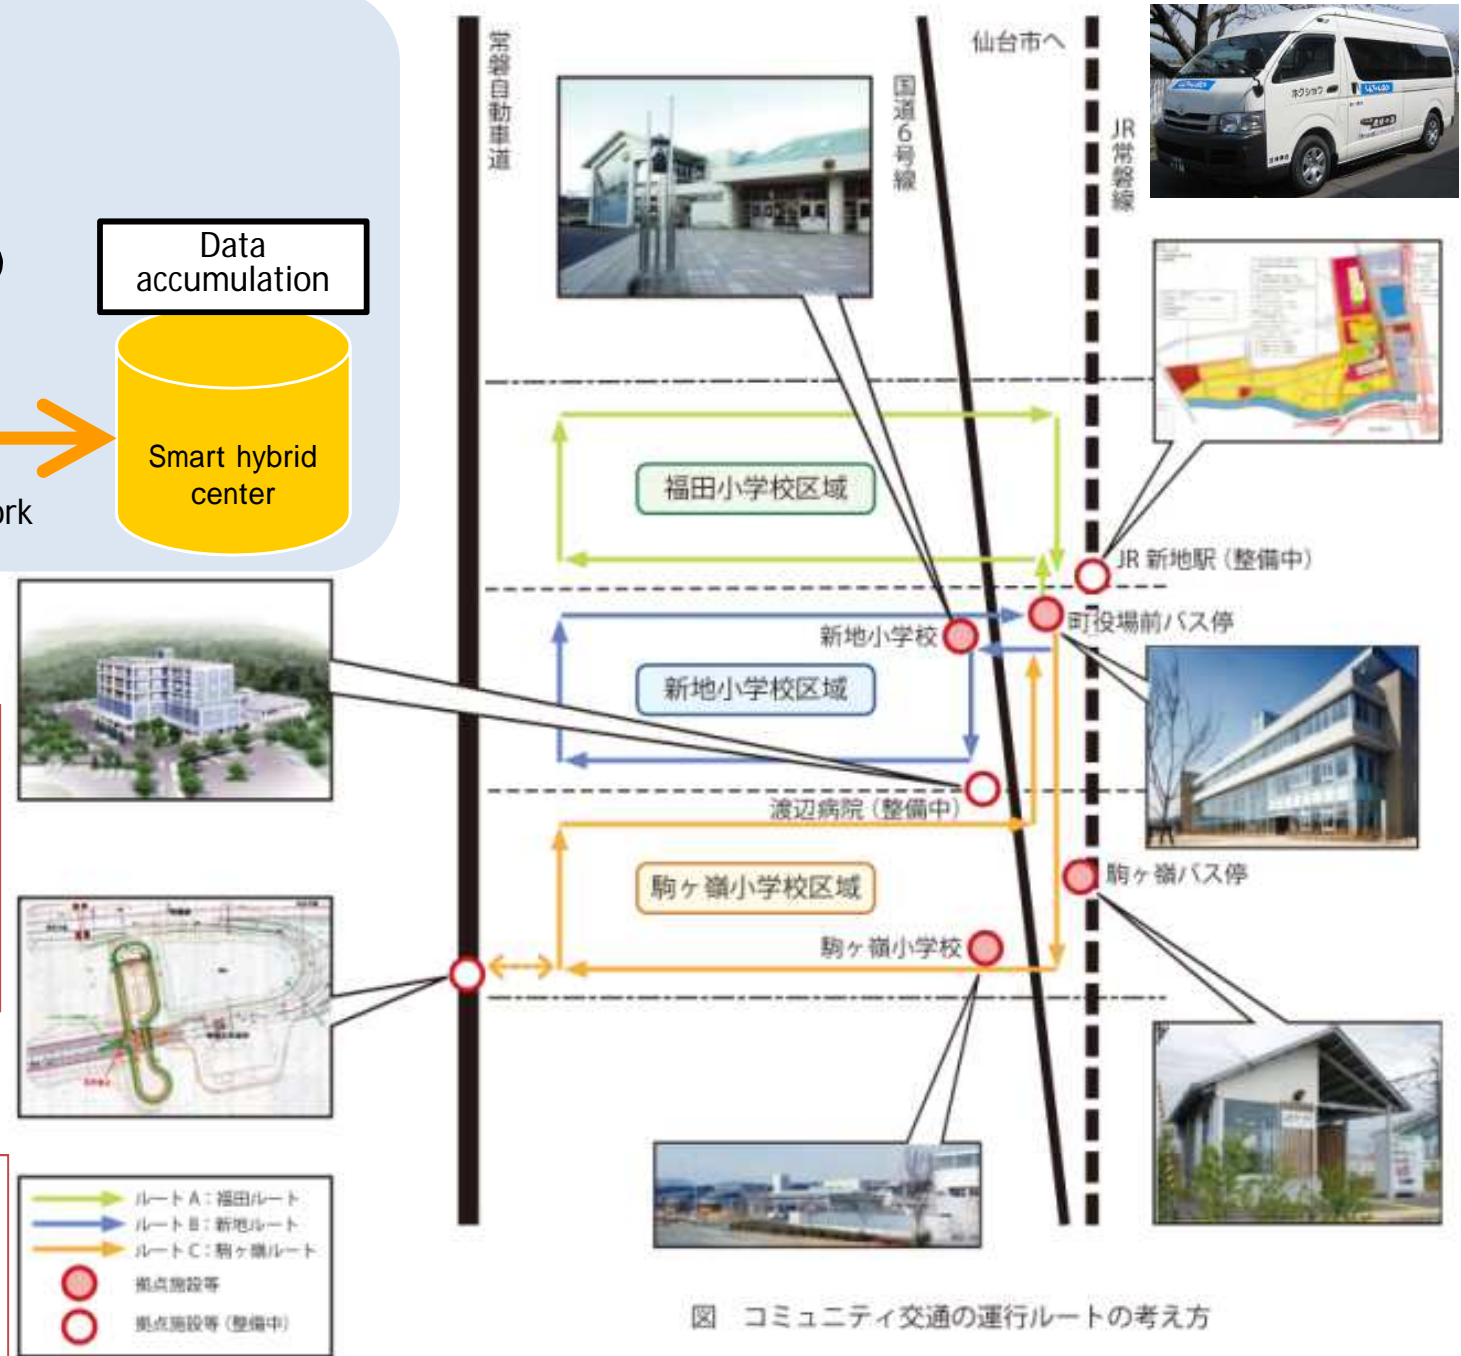 Data
accumulation
Smart hybrid
center
ork
常磐自動車道
国道6号線
仙台市へ
JR常磐線
ホクショウ
福田小学校区域
JR 新地駅（整備中）
町役場前バス停
新地小学校
新地小学校区域
渡辺病院（整備中）
駒ヶ嶺小学校区域
駒ヶ嶺バス停
駒ヶ嶺小学校
ルートA：福田ルート
ルートB：新地ルート
ルートC：駒ヶ嶺ルート
拠点施設等
拠点施設等（整備中）
図　コミュニティ交通の運行ルートの考え方